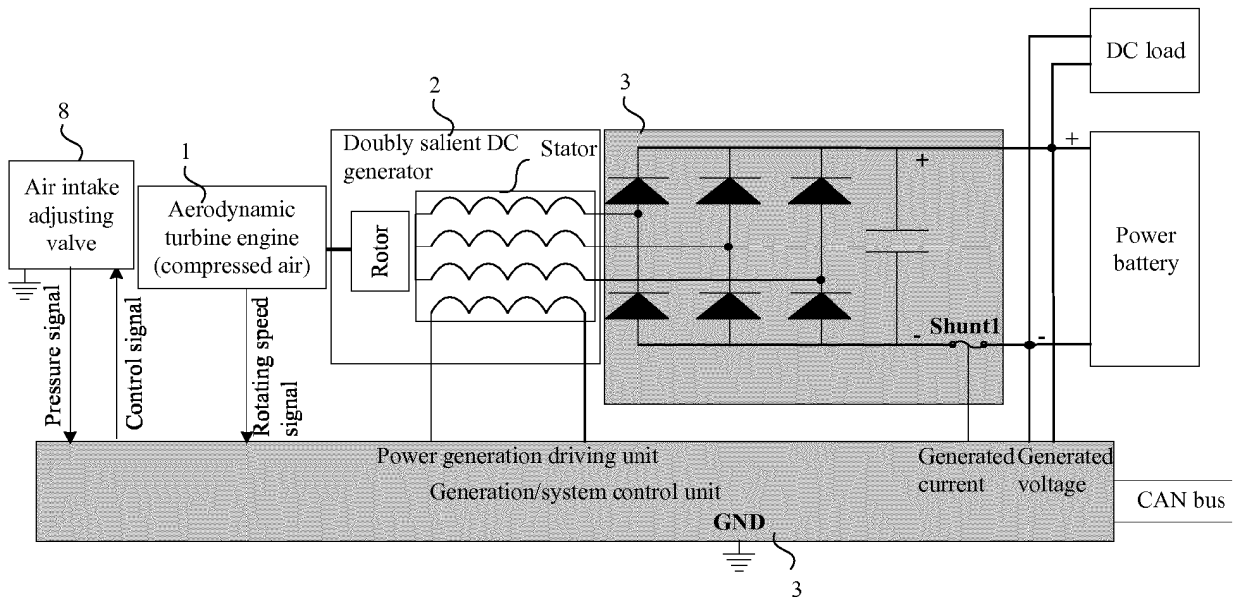 8
Air intake
adjusting
valve
1
Aerodynamic
turbine engine
(compressed air)
2
Doubly salient DC
generator
Stator
Rotor
3
+
-
Shunt1
DC load
+
-
Power
battery
Pressure signal
Control signal
Rotating speed
signal
Power generation driving unit
Generation/system control unit
GND
Generated
current
Generated
voltage
CAN bus
3